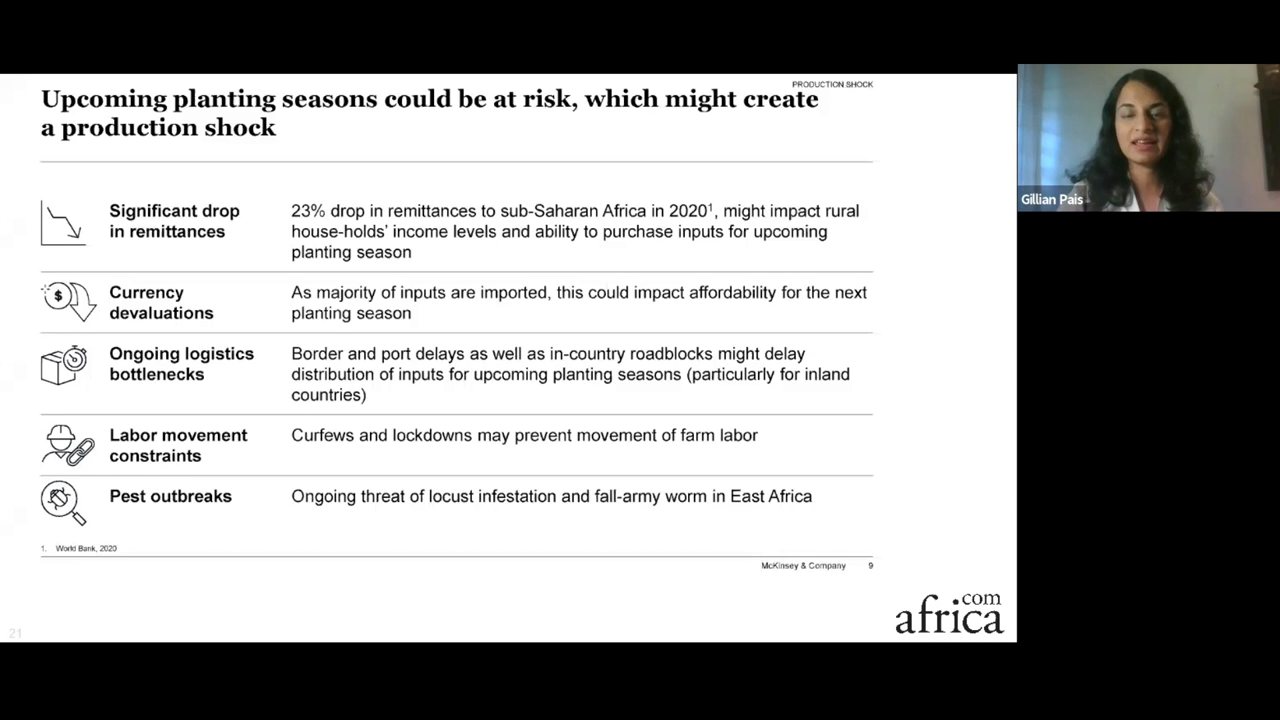 PRODUCTION SHOCK
Upcoming planting seasons could be at risk, which might create
a production shock
Significant drop
in remittances
23% drop in remittances to sub-Saharan Africa in 2020¹, might impact rural
house-holds' income levels and ability to purchase inputs for upcoming
planting season
$
Currency
devaluations
As majority of inputs are imported, this could impact affordability for the next
planting season
Ongoing logistics
bottlenecks
Border and port delays as well as in-country roadblocks might delay
distribution of inputs for upcoming planting seasons (particularly for inland
countries)
Labor movement
constraints
Curfews and lockdowns may prevent movement of farm labor
Pest outbreaks
Ongoing threat of locust infestation and fall-army worm in East Africa
1. World Bank, 2020
McKinsey & Company 9
.com
africa
21
Gillian Pais